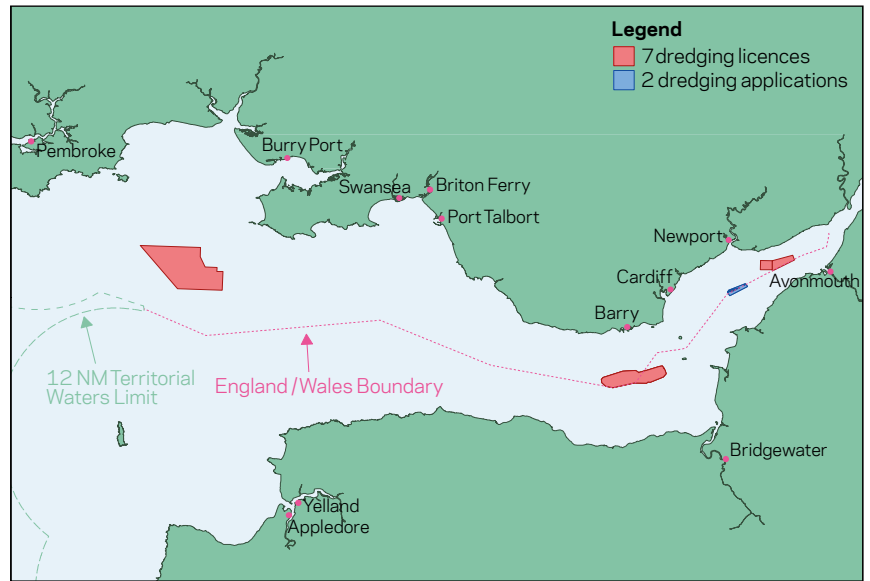 Legend
7 dredging licences
2 dredging applications
Pembroke
Burry Port
Swansea
Briton Ferry
Port Talbort
Newport
Cardiff
Avonmouth
Barry
12 NM Territorial
Waters Limit
England/Wales Boundary
Bridgewater
Yelland
Appledore